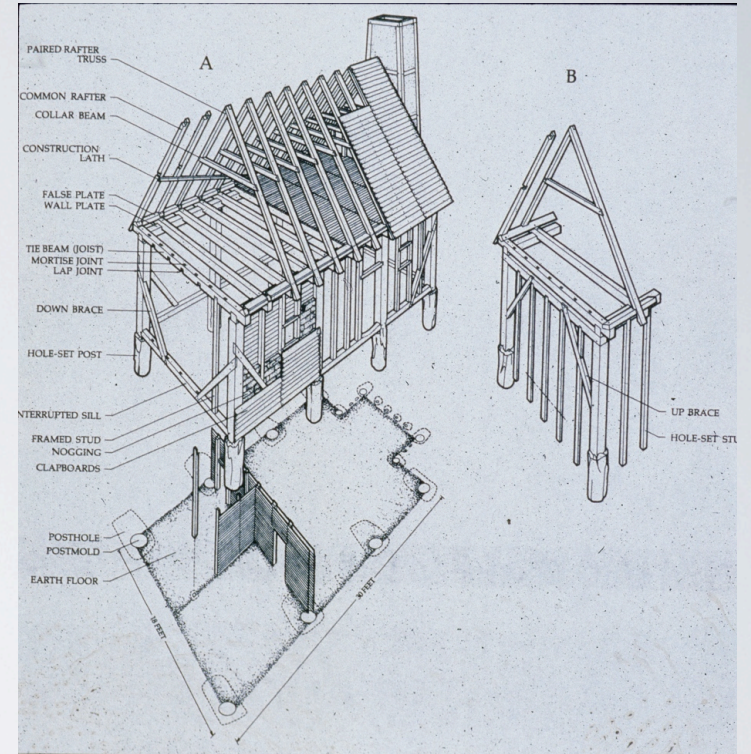 A
B
PAIRED RAFTER
TRUSS
COMMON RAFTER
COLLAR BEAM
CONSTRUCTION
LATH
FALSE PLATE
WALL PLATE
TIE BEAM (JOIST)
MORTISE JOINT
LAP JOINT
DOWN BRACE
HOLE-SET POST
NTERRUPTED SILL
FRAMED STUD
NOGGING
CLAPBOARDS
POSTHOLE
POSTMOLD
EARTH FLOOR
18 FEET
30 FEET
UP BRACE
HOLE-SET STU